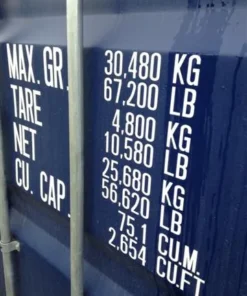 MAX. GR. 30,480 KG
67,200 LB
TARE 4,800 KG
10,580 LB
NET 25,680 KG
56,620 LB
CU. CAP. 75.1 CU.M.
2,654 CU.FT